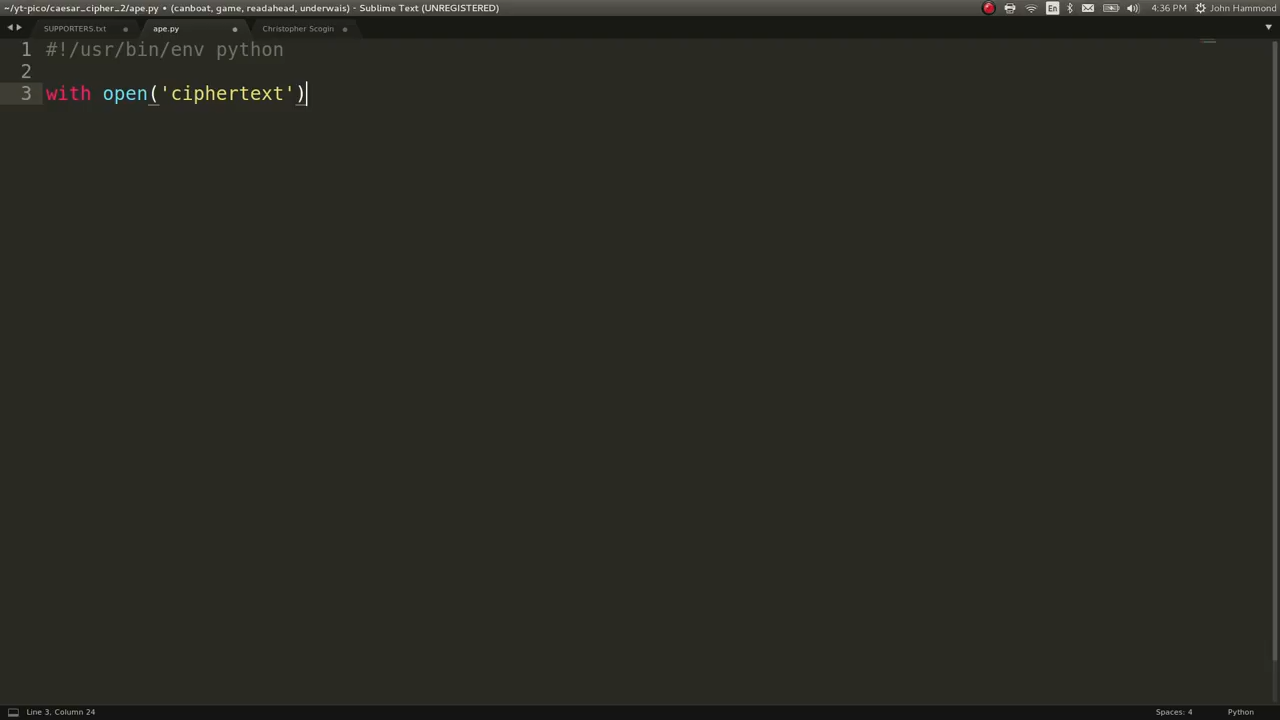 ~/yt-pico/caesar_cipher_2/ape.py • (canboat, game, readahead, underwais) - Sublime Text (UNREGISTERED)
En
4:36 PM
John Hammond
SUPPORTERS.txt
ape.py
Christopher Scogin
1 #!/usr/bin/env python
2
3 with open('ciphertext')
Line 3, Column 24
Spaces: 4
Python